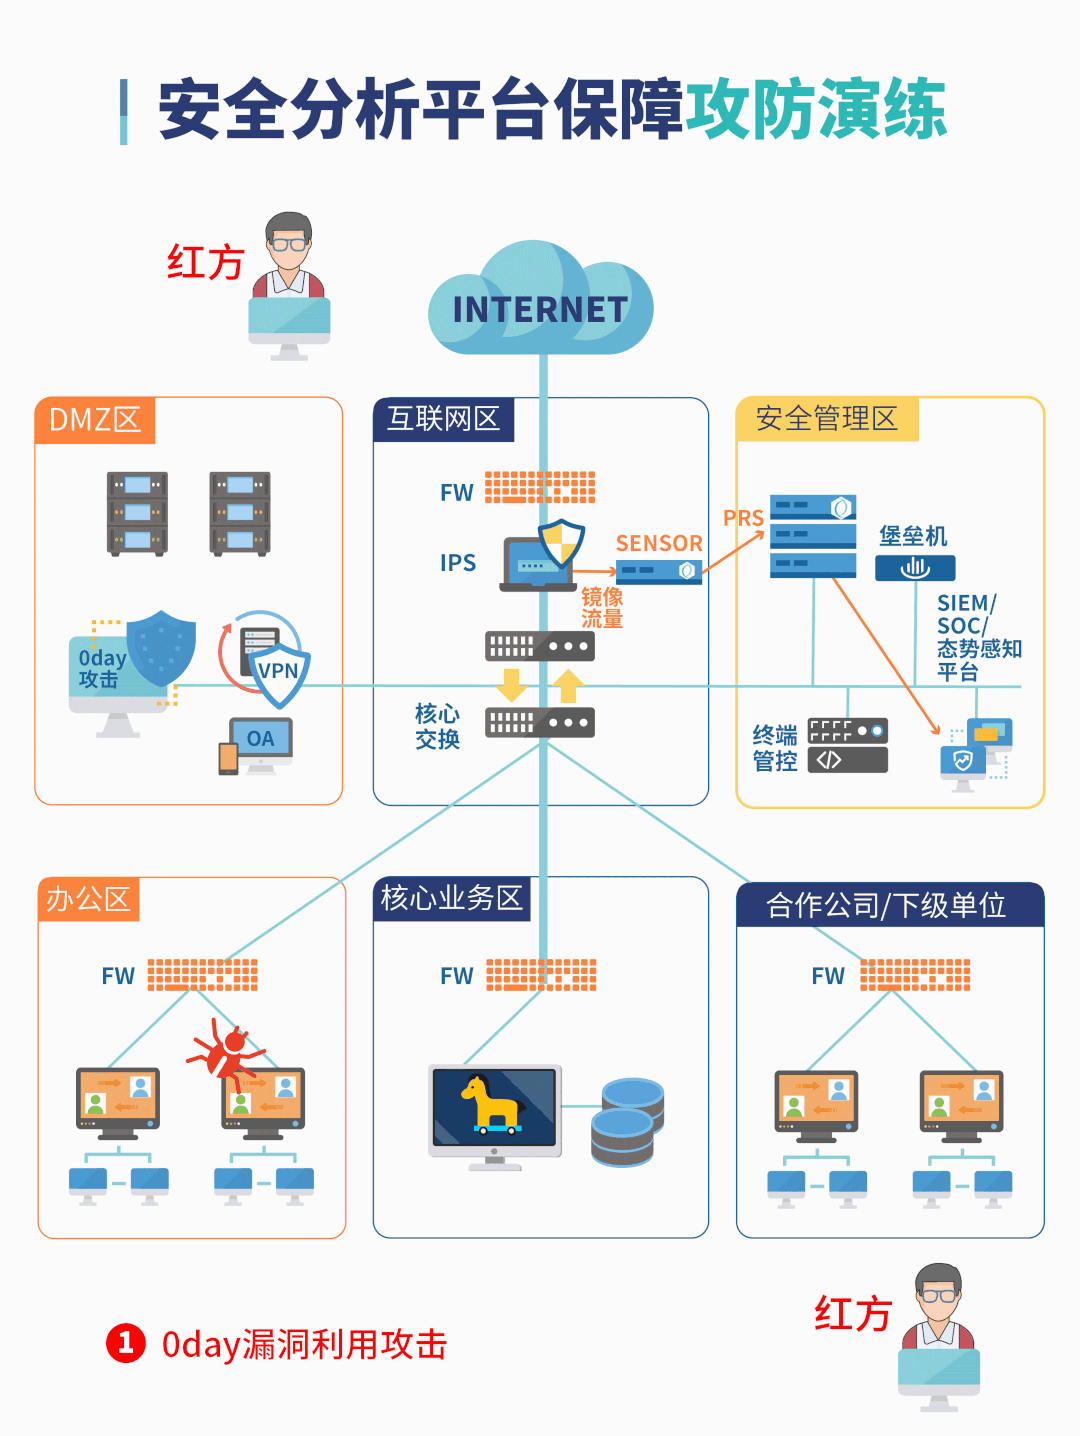 安全分析平台保障攻防演练
红方
INTERNET
DMZ区
互联网区
安全管理区
FW
IPS
SENSOR
PRS
镜像
流量
堡垒机
SIEM/
SOC/
态势感知
平台
0day
攻击
VPN
OA
核心
交换
终端
管控
办公区
核心业务区
合作公司/下级单位
FW
FW
FW
红方
1 0day漏洞利用攻击